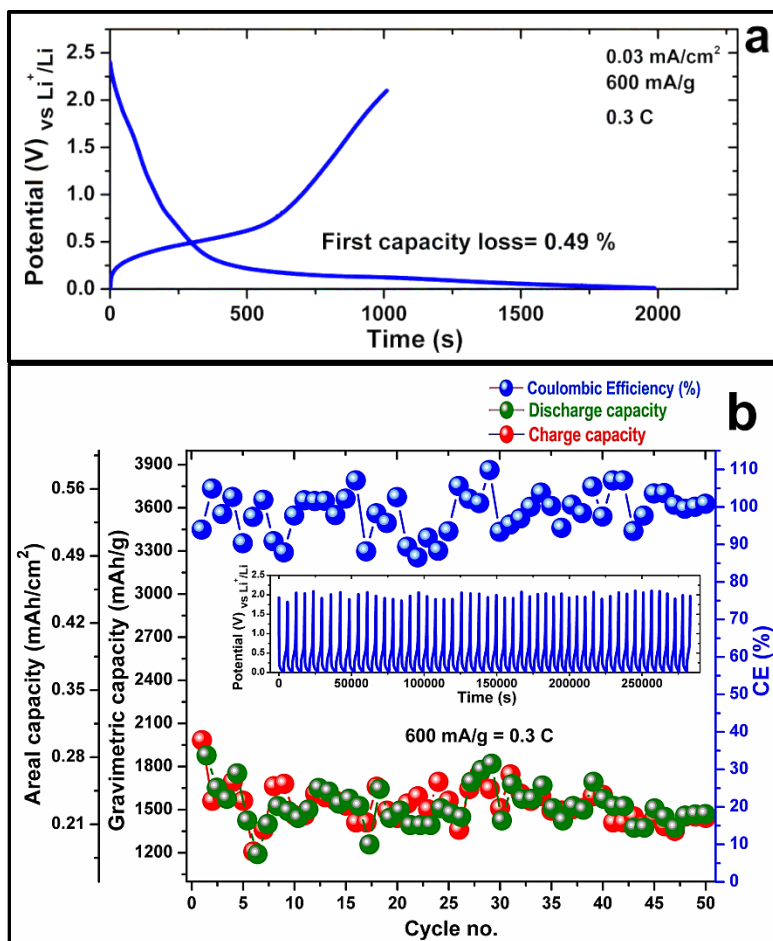 a
0.03 mA/cm²
600 mA/g
0.3 C
First capacity loss= 0.49 %
Potential (V) vs Li⁺/Li
2.5
2.0
1.5
1.0
0.5
0.0
0 500 1000 1500 2000
Time (s)
b
Coulombic Efficiency (%)
Discharge capacity
Charge capacity
Areal capacity (mAh/cm²)
0.56
0.49
0.42
0.35
0.28
0.21
Gravimetric capacity (mAh/g)
3900
3600
3300
3000
2700
2400
2100
1800
1500
1200
Potential (V) vs Li⁺/Li
2.5
2.0
1.5
1.0
0.5
0.0
0 50000 100000 150000 200000 250000
Time (s)
600 mA/g = 0.3 C
110
100
90
80
70
60
50
40
30
20
10
0
CE (%)
0 5 10 15 20 25 30 35 40 45 50
Cycle no.